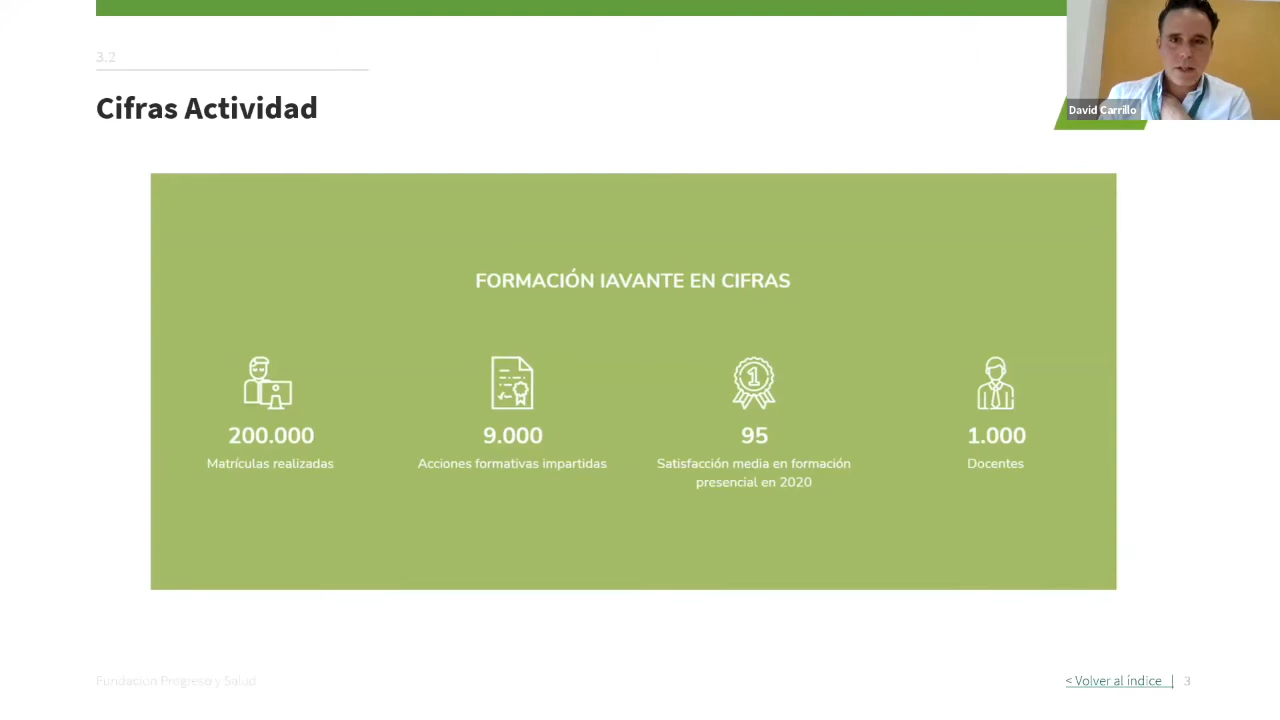 3.2
Cifras Actividad
David Carrillo
FORMACIÓN IAVANTE EN CIFRAS
1
200.000
Matrículas realizadas
9.000
Acciones formativas impartidas
95
Satisfacción media en formación
presencial en 2020
1.000
Docentes
Fundación Progreso y Salud
< Volver al índice | 3